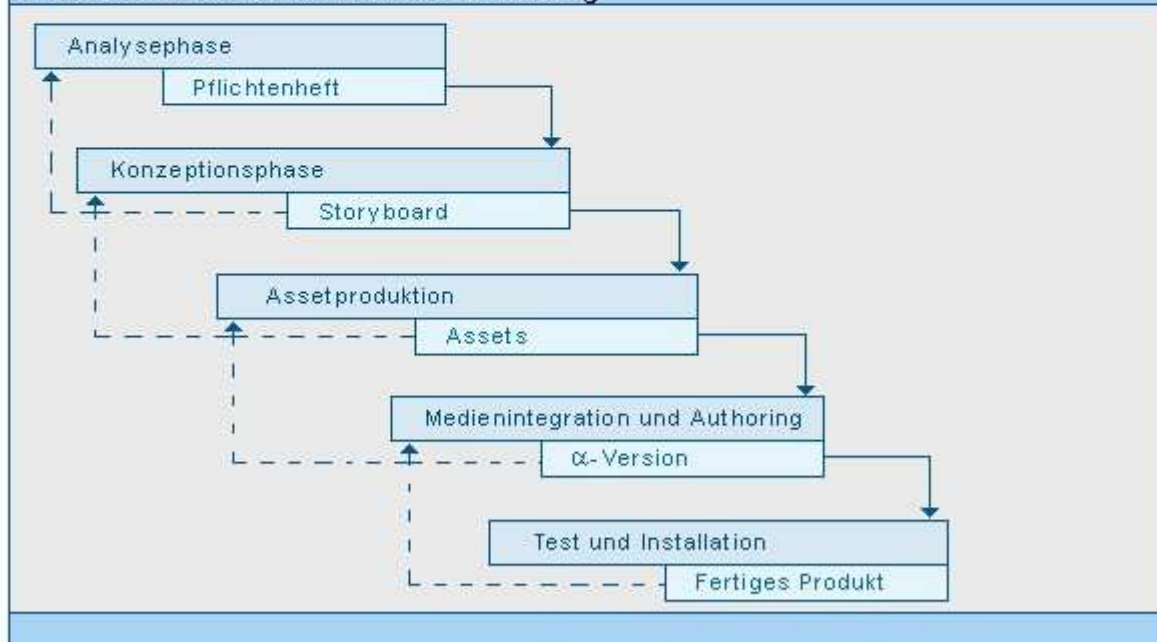 Analysephase
Pflichtenheft
Konzeptionsphase
Storyboard
Assetproduktion
Assets
Medienintegration und Authoring
α-Version
Test und Installation
Fertiges Produkt